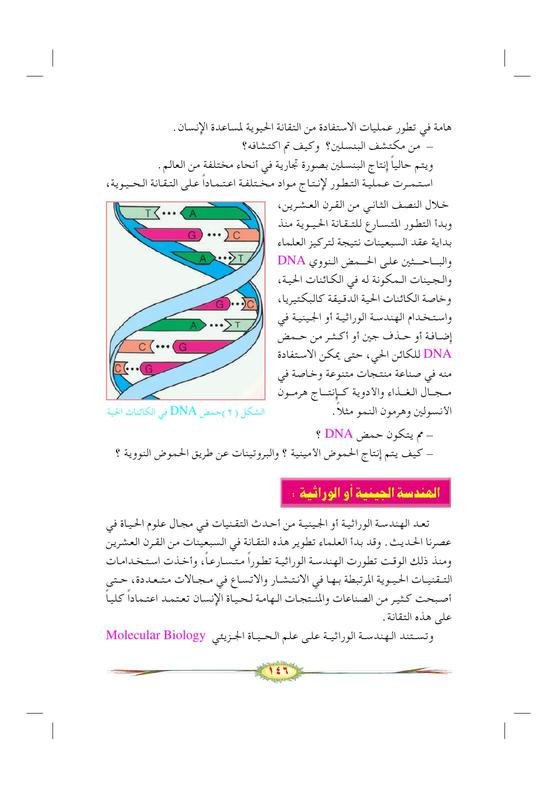 هامة في تطور عمليات الاستفادة من التقانة الحيوية لمساعدة الإنسان.
– من مكتشف البنسلين؟ وكيف تم اكتشافه؟
ويتم حالياً إنتاج البنسلين بصورة تجارية في أنحاء مختلفة من العالم.
استمرت عملية التطور لإنتاج مواد مختلفة اعتماداً على التقانة الحيوية،
خلال النصف الثاني من القرن العشرين،
وبدأ التطور المتسارع للتقانة الحيوية منذ
بداية عقد السبعينات نتيجة لتركيز العلماء
والباحثين على الحمض النووي DNA
والجينات المكونة له في الكائنات الحية،
وخاصة الكائنات الحية الدقيقة كالبكتيريا،
واستخدام الهندسة الوراثية أو الجينية في
إضافة أو حذف جين أو أكثر من حمض
DNA للكائن الحي، حتى يمكن الاستفادة
منه في صناعة منتجات متنوعة وخاصة في
مجال الغذاء والادوية كإنتاج هرمون
الانسولين وهرمون النمو مثلاً.
T A
G C
A T
G C
A T
C G
C G
الشكل (٢) حمض DNA في الكائنات الحية
– مم يتكون حمض DNA ؟
– كيف يتم إنتاج الحموض الامينية ؟ والبروتينات عن طريق الحموض النووية ؟
الهندسة الجينية أو الوراثية :
تعد الهندسة الوراثية أو الجينية من أحدث التقنيات في مجال علوم الحياة في
عصرنا الحديث. وقد بدأ العلماء تطوير هذه التقانة في السبعينات من القرن العشرين
ومنذ ذلك الوقت تطورت الهندسة الوراثية تطوراً متسارعاً، وأخذت استخدامات
التقنيات الحيوية المرتبطة بها في الانتشار والاتساع في مجالات متعددة، حتى
أصبحت كثير من الصناعات والمنتجات الهامة لحياة الإنسان تعتمد اعتماداً كلياً
على هذه التقانة.
وتستند الهندسة الوراثية على علم الحياة الجزيئي Molecular Biology
١٤٦